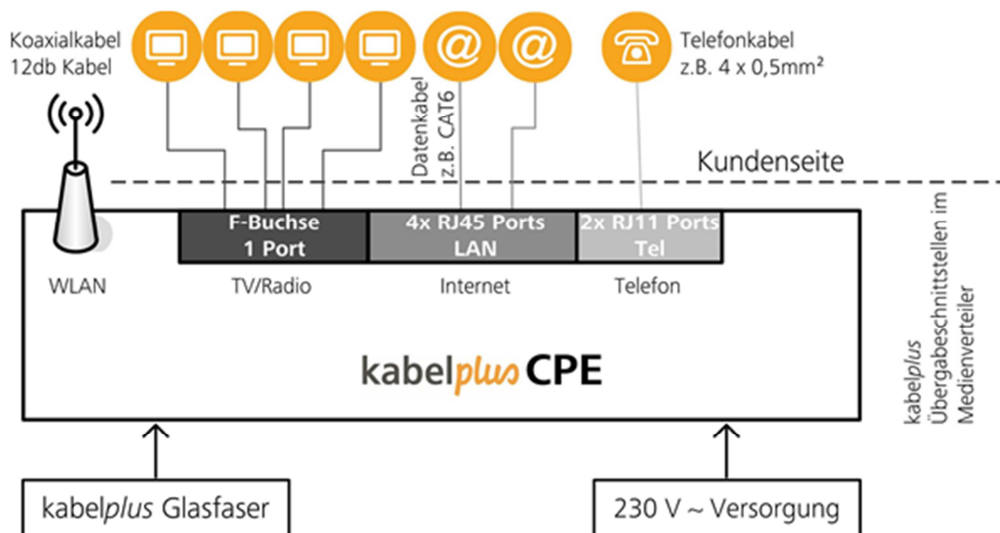 Koaxialkabel
12db Kabel
@
@
Telefonkabel
z.B. 4 x 0,5mm²
Datenkabel
z.B. CAT6
Kundenseite
F-Buchse
1 Port
4x RJ45 Ports
LAN
2x RJ11 Ports
Tel
WLAN
TV/Radio
Internet
Telefon
kabelplus CPE
kabelplus
Übergabeschnittstellen im
Medienverteiler
kabelplus Glasfaser
230 V ~ Versorgung